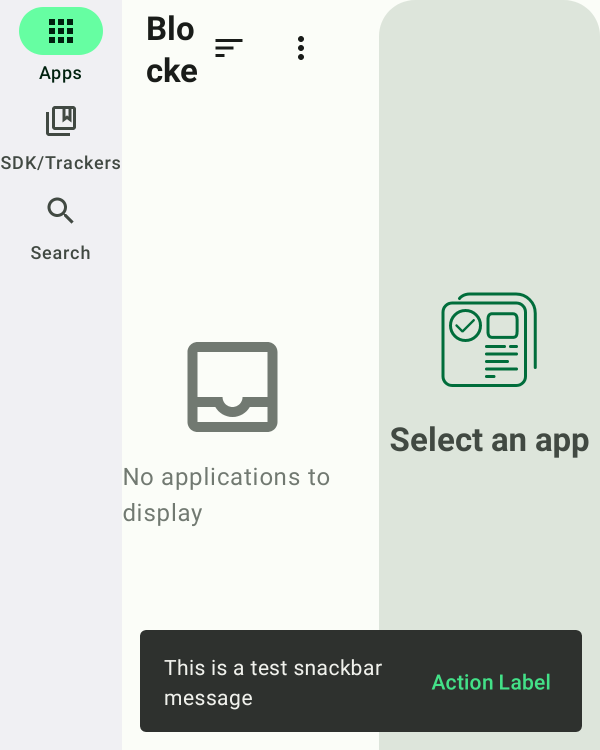 Apps
SDK/Trackers
Search
Blo
cke
No applications to
display
Select an app
This is a test snackbar
message
Action Label